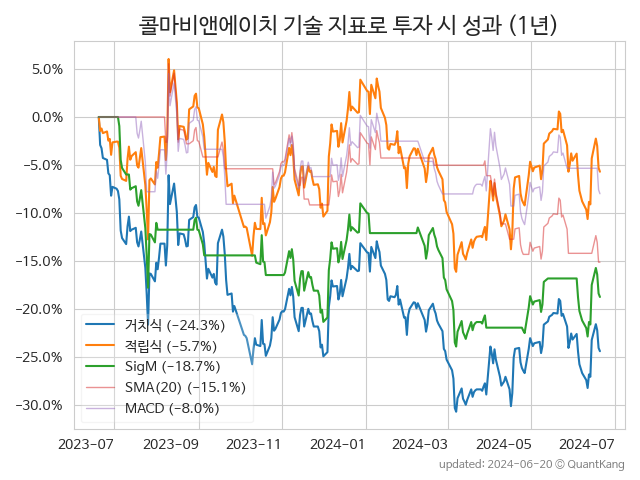 콜마비앤에이치 기술 지표로 투자 시 성과 (1년)
5.0%
0.0%
−5.0%
−10.0%
−15.0%
−20.0%
−25.0%
−30.0%
거치식 (−24.3%)
적립식 (−5.7%)
SigM (−18.7%)
SMA(20) (−15.1%)
MACD (−8.0%)
2023-07 2023-09 2023-11 2024-01 2024-03 2024-05 2024-07
updated: 2024-06-20 © QuantKang